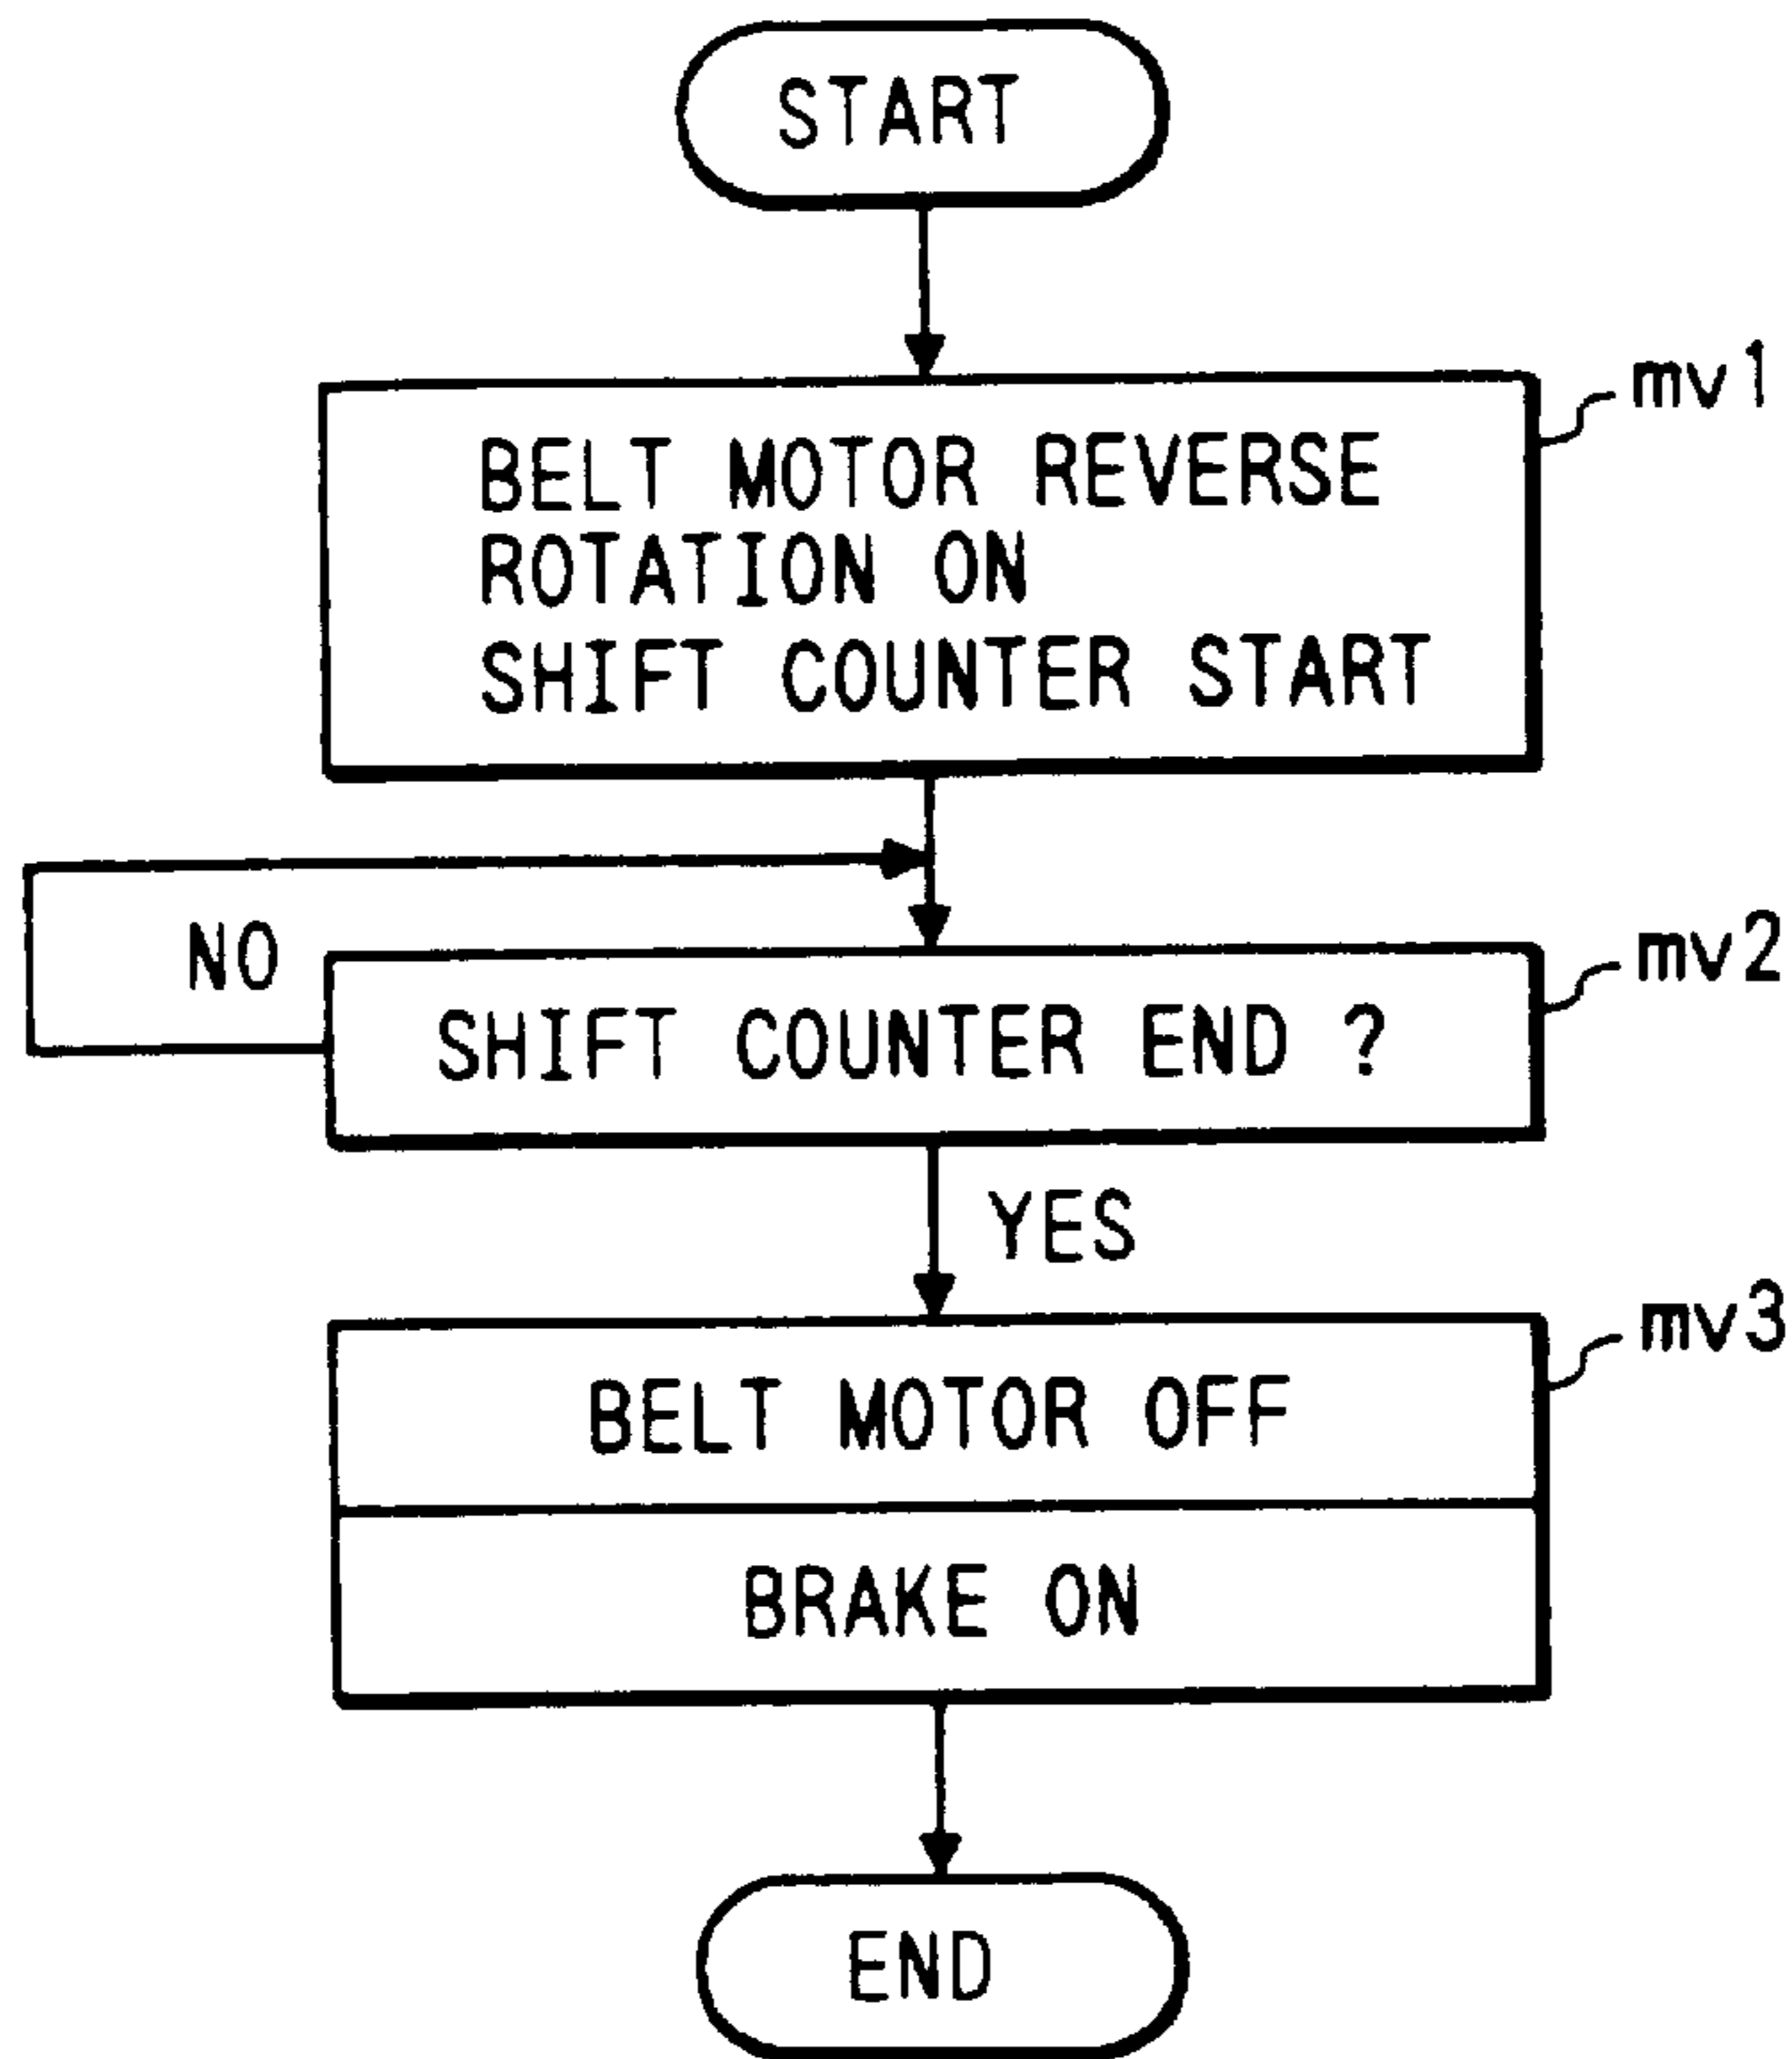 START
mv1
BELT MOTOR REVERSE
ROTATION ON
SHIFT COUNTER START
NO
mv2
SHIFT COUNTER END ?
YES
mv3
BELT MOTOR OFF
BRAKE ON
END